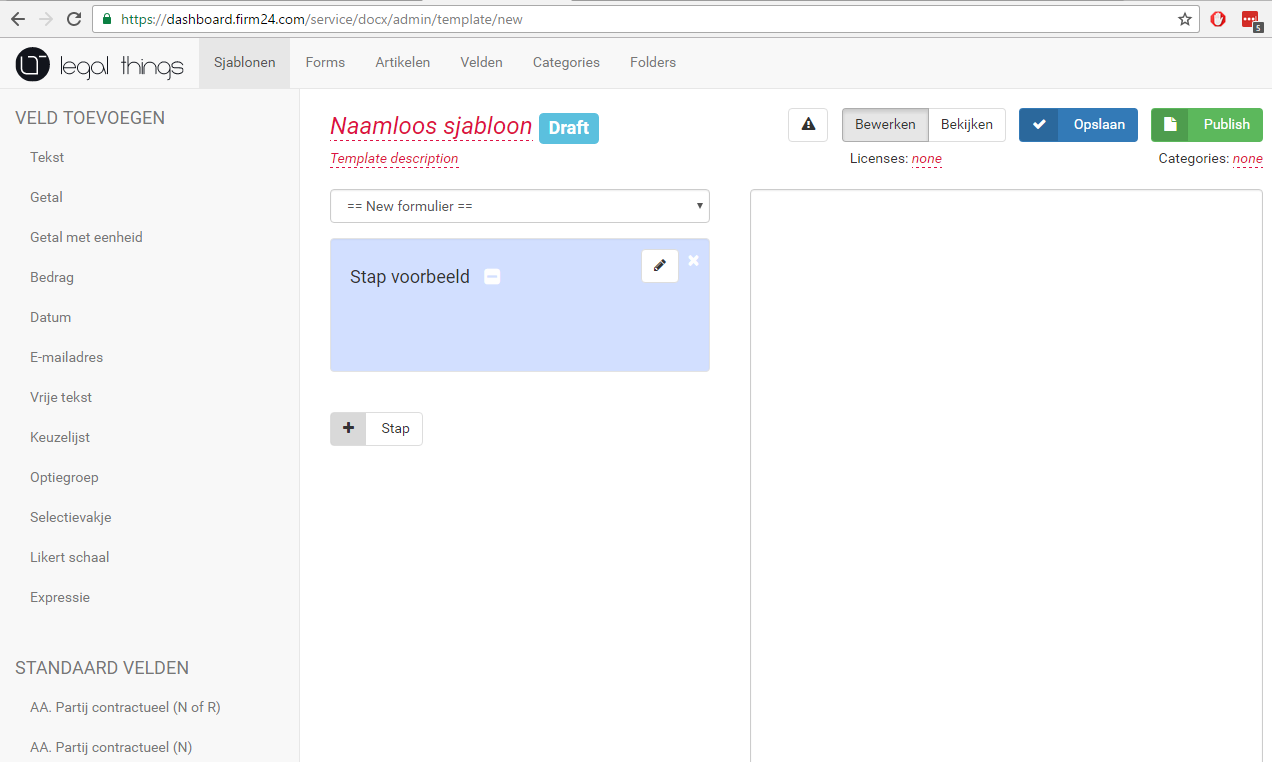 https://dashboard.firm24.com/service/docx/admin/template/new
5
legal things
Sjablonen Forms Artikelen Velden Categories Folders
VELD TOEVOEGEN
Tekst
Getal
Getal met eenheid
Bedrag
Datum
E-mailadres
Vrije tekst
Keuzelijst
Optiegroep
Selectievakje
Likert schaal
Expressie
STANDAARD VELDEN
AA. Partij contractueel (N of R)
AA. Partij contractueel (N)
Naamloos sjabloon Draft
Bewerken Bekijken Opslaan Publish
Template description
Licenses: none
Categories: none
== New formulier ==
Stap voorbeeld
Stap